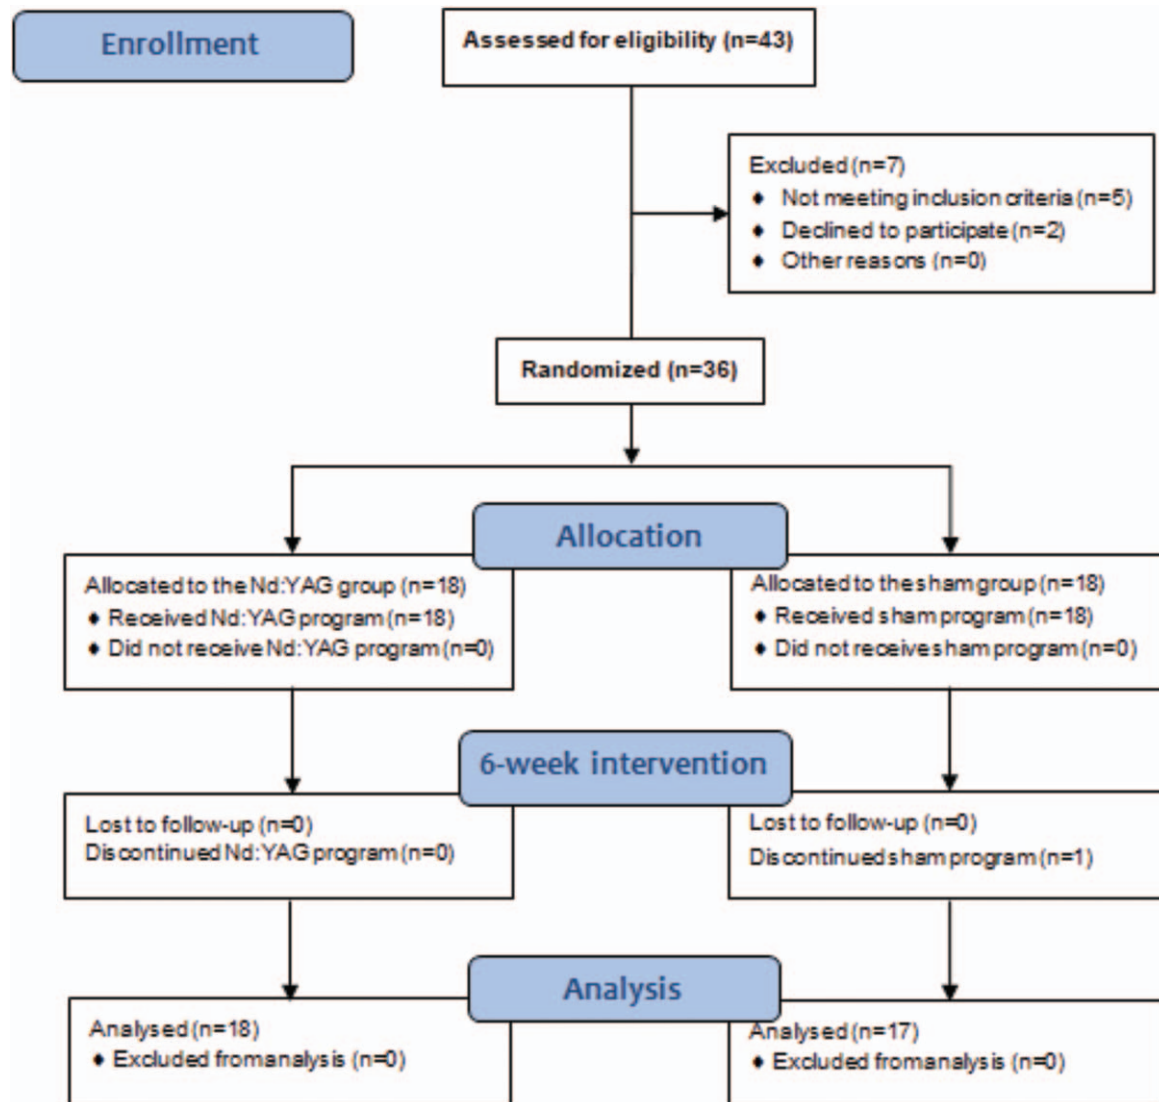 Enrollment
Assessed for eligibility (n=43)
Excluded (n=7)
♦ Not meeting inclusion criteria (n=5)
♦ Declined to participate (n=2)
♦ Other reasons (n=0)
Randomized (n=36)
Allocation
Allocated to the Nd:YAG group (n=18)
♦ Received Nd:YAG program (n=18)
♦ Did not receive Nd:YAG program (n=0)
Allocated to the sham group (n=18)
♦ Received sham program (n=18)
♦ Did not receive sham program (n=0)
6-week intervention
Lost to follow-up (n=0)
Discontinued Nd:YAG program (n=0)
Lost to follow-up (n=0)
Discontinued sham program (n=1)
Analysis
Analysed (n=18)
♦ Excluded from analysis (n=0)
Analysed (n=17)
♦ Excluded from analysis (n=0)